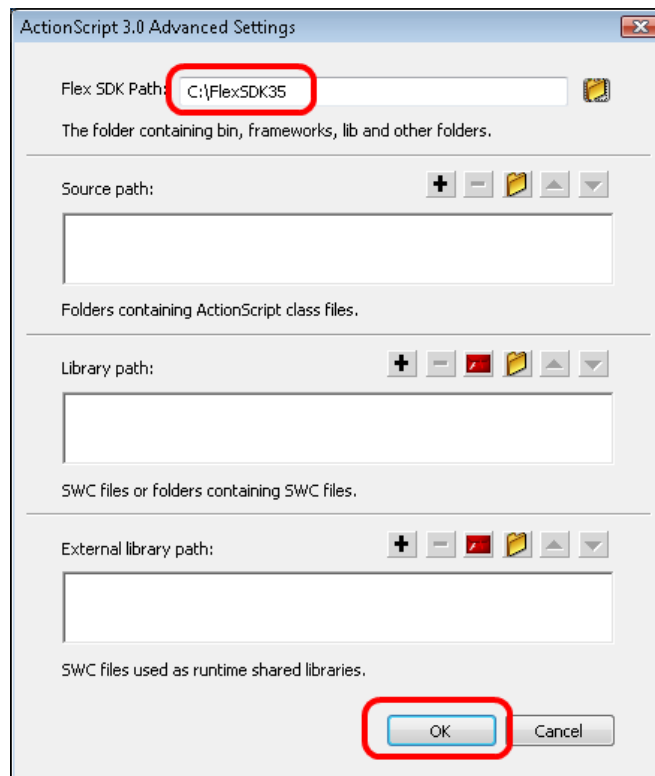 ActionScript 3.0 Advanced Settings
Flex SDK Path: C:\FlexSDK35
The folder containing bin, frameworks, lib and other folders.
Source path:
Folders containing ActionScript class files.
Library path:
SWC files or folders containing SWC files.
External library path:
SWC files used as runtime shared libraries.
OK Cancel